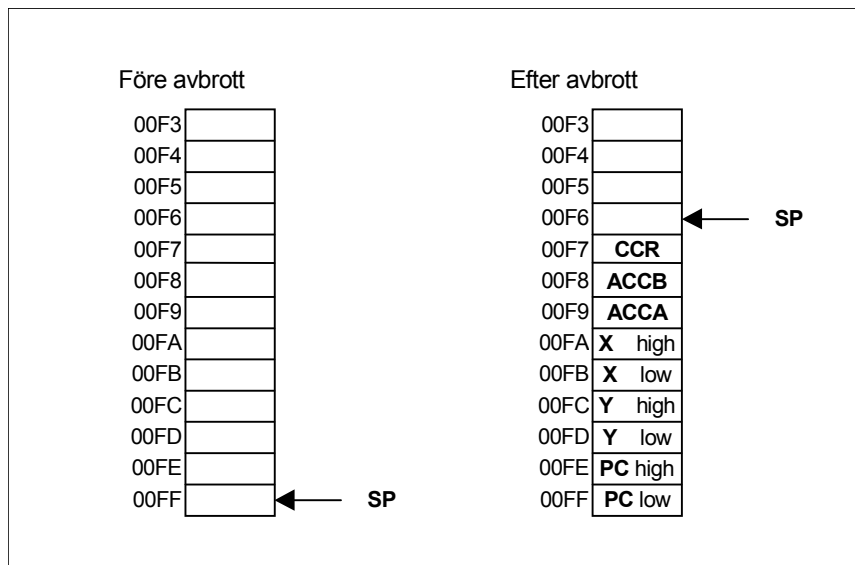 Före avbrott
00F3
00F4
00F5
00F6
00F7
00F8
00F9
00FA
00FB
00FC
00FD
00FE
00FF SP
Efter avbrott
00F3
00F4
00F5
00F6 SP
00F7 CCR
00F8 ACCB
00F9 ACCA
00FA X high
00FB X low
00FC Y high
00FD Y low
00FE PC high
00FF PC low